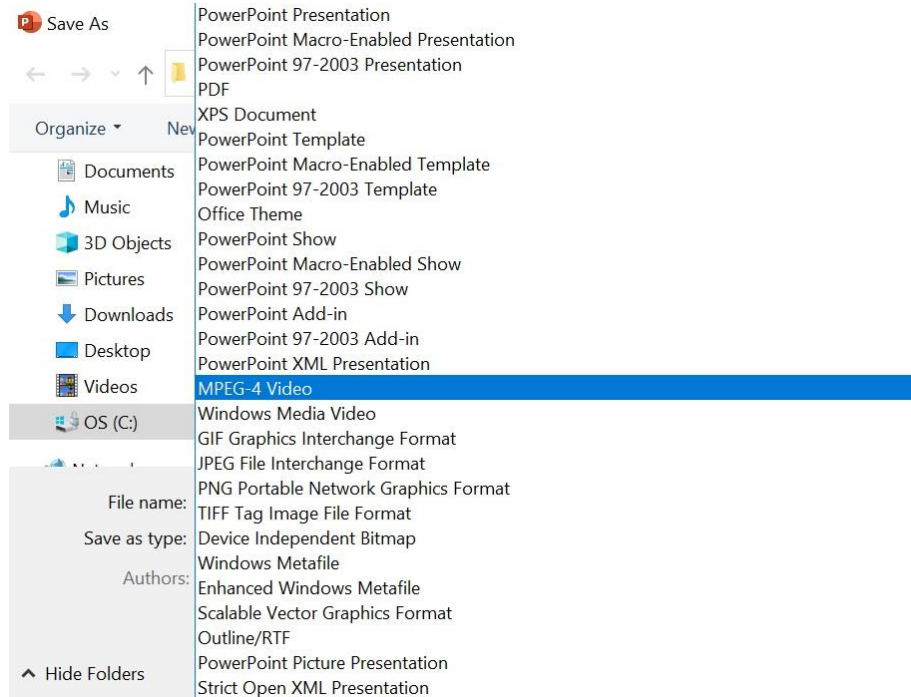 Save As
Organize
New
Documents
Music
3D Objects
Pictures
Downloads
Desktop
Videos
OS (C:)
File name:
Save as type:
Authors:
Hide Folders
PowerPoint Presentation
PowerPoint Macro-Enabled Presentation
PowerPoint 97-2003 Presentation
PDF
XPS Document
PowerPoint Template
PowerPoint Macro-Enabled Template
PowerPoint 97-2003 Template
Office Theme
PowerPoint Show
PowerPoint Macro-Enabled Show
PowerPoint 97-2003 Show
PowerPoint Add-in
PowerPoint 97-2003 Add-in
PowerPoint XML Presentation
MPEG-4 Video
Windows Media Video
GIF Graphics Interchange Format
JPEG File Interchange Format
PNG Portable Network Graphics Format
TIFF Tag Image File Format
Device Independent Bitmap
Windows Metafile
Enhanced Windows Metafile
Scalable Vector Graphics Format
Outline/RTF
PowerPoint Picture Presentation
Strict Open XML Presentation